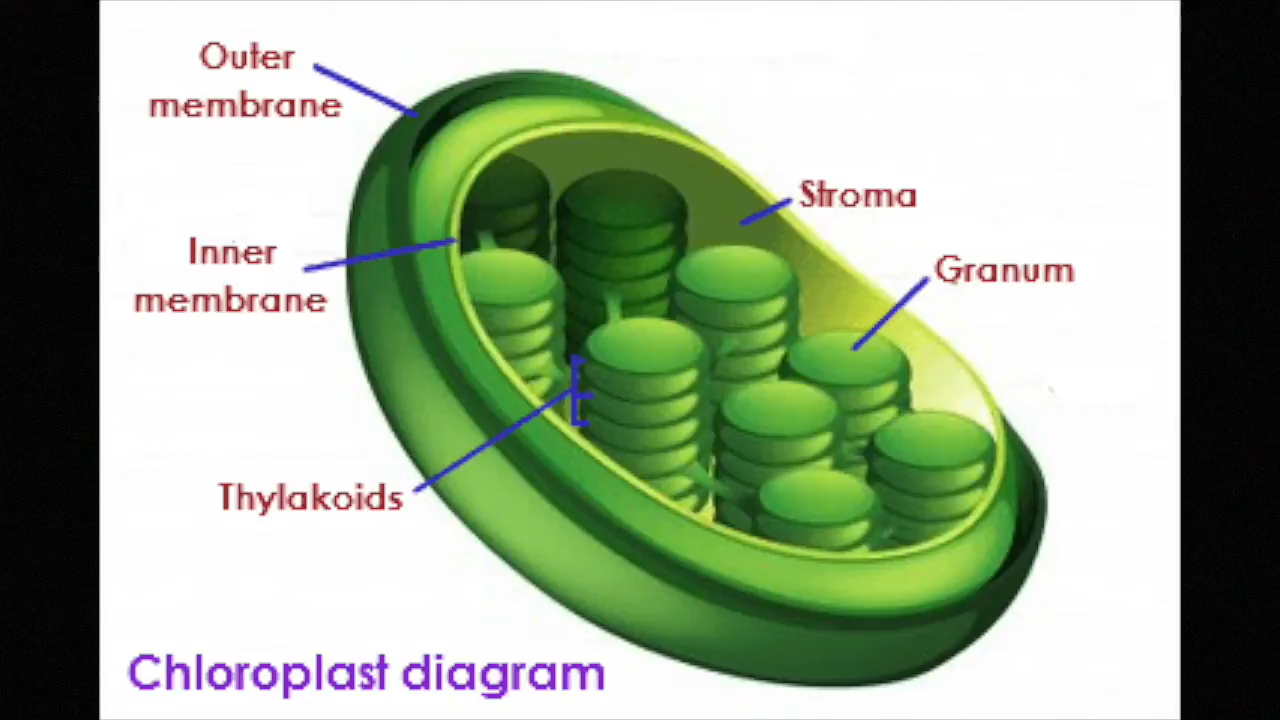 Outer
membrane
Stroma
Inner
membrane
Granum
Thylakoids
Chloroplast diagram